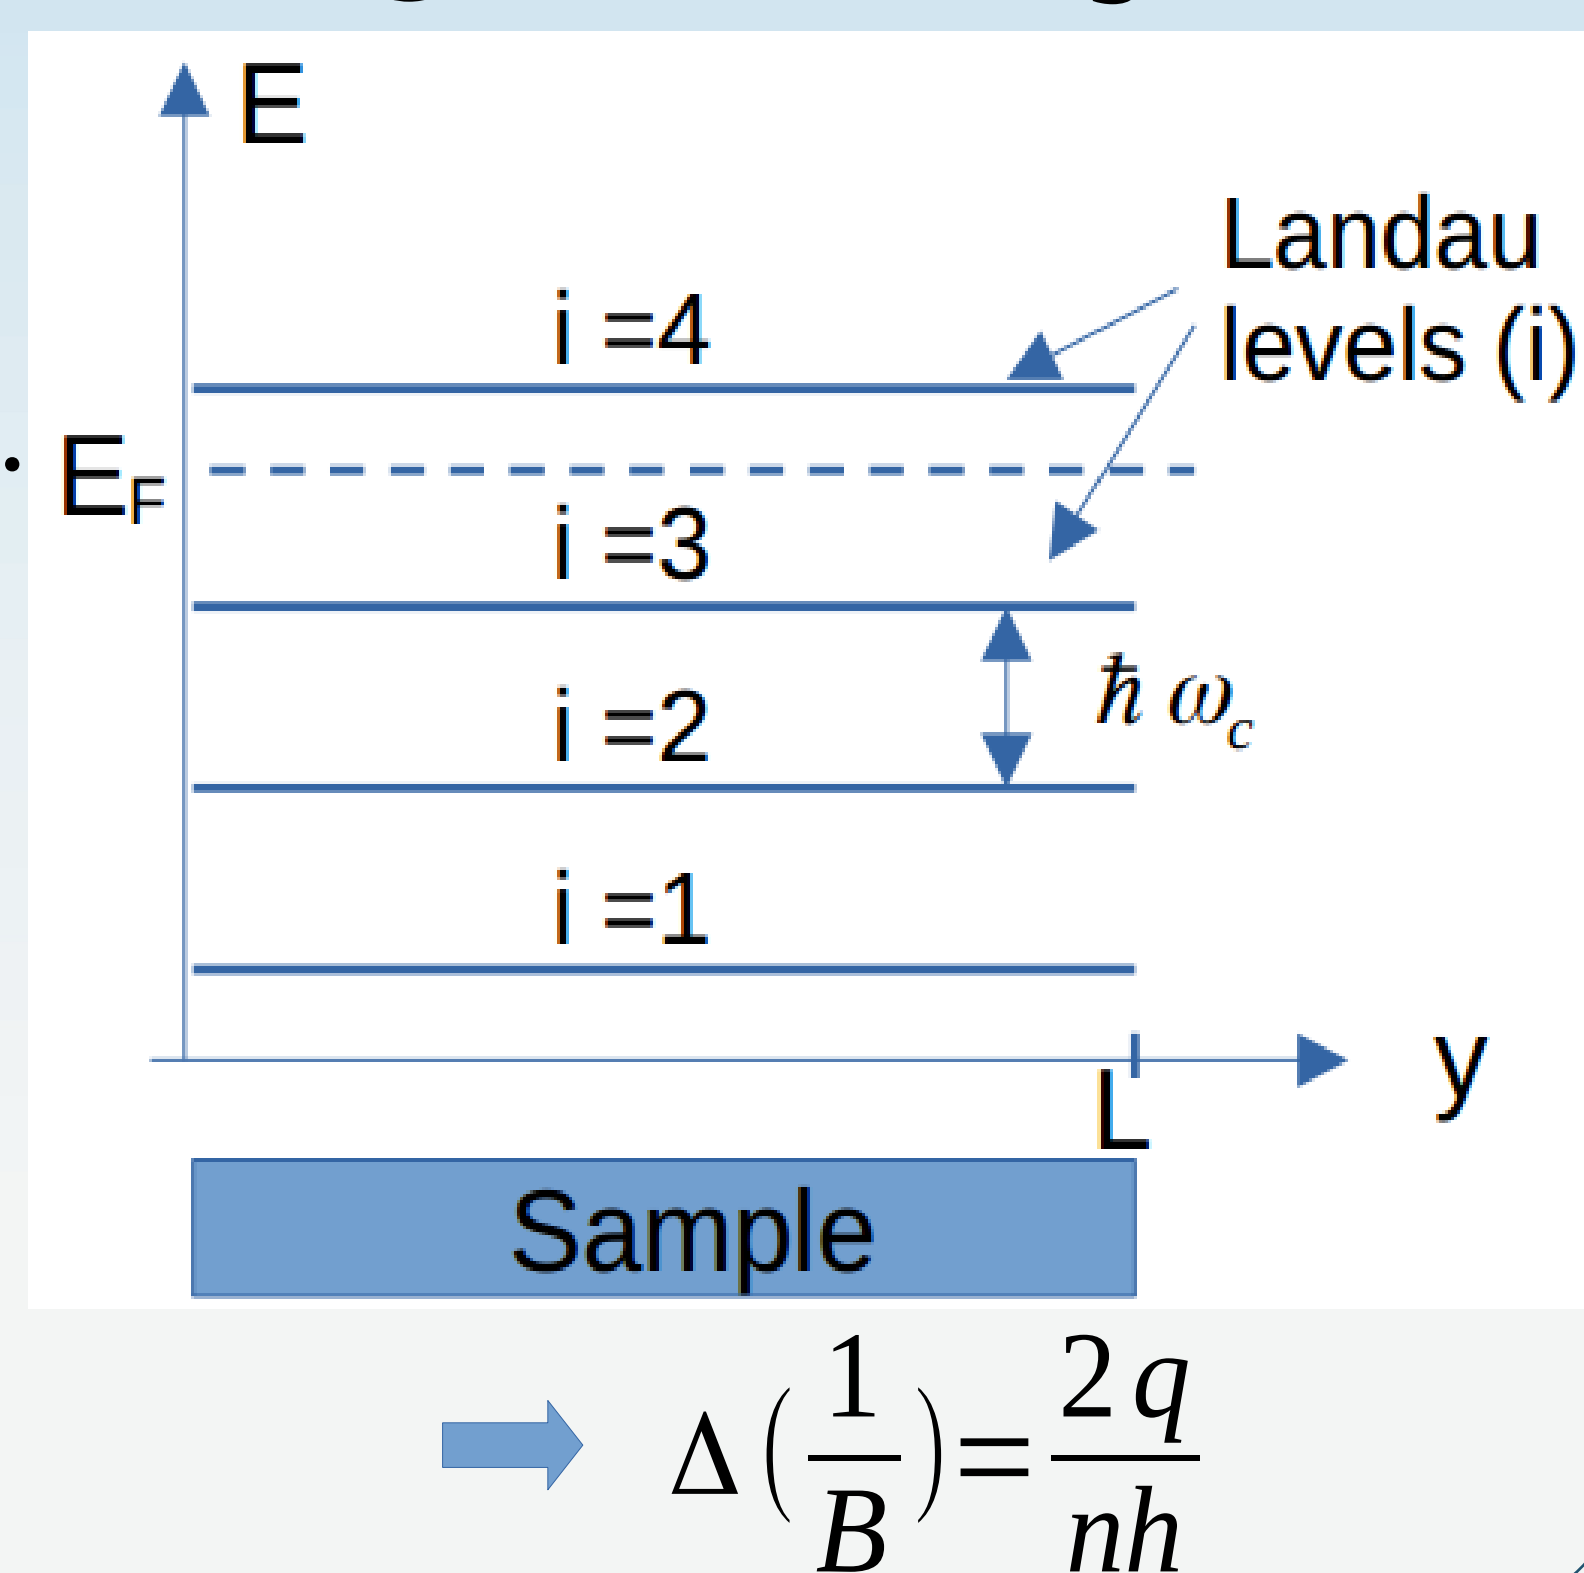 E
Landau
levels (i)
i =4
E_F
i =3
ħ ω_c
i =2
i =1
y
L
Sample
Δ(1/B)=2q/nh